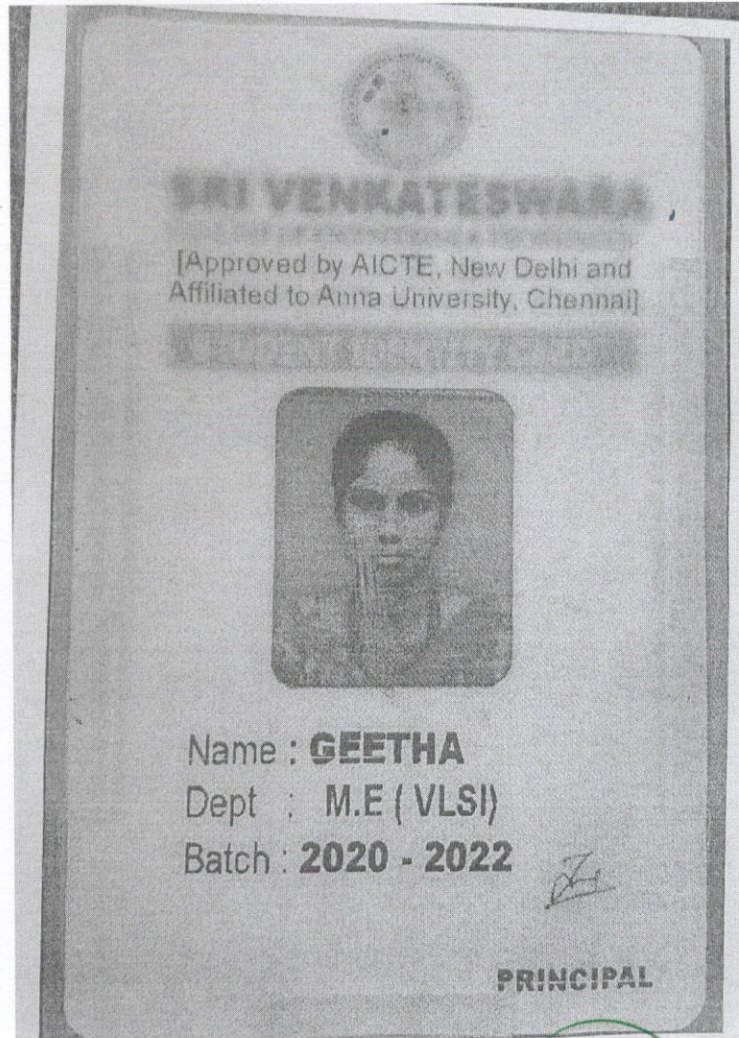 SRI VENKATESWARA
[Approved by AICTE, New Delhi and
Affiliated to Anna University, Chennai]
Name : GEETHA
Dept : M.E ( VLSI)
Batch : 2020 - 2022
PRINCIPAL